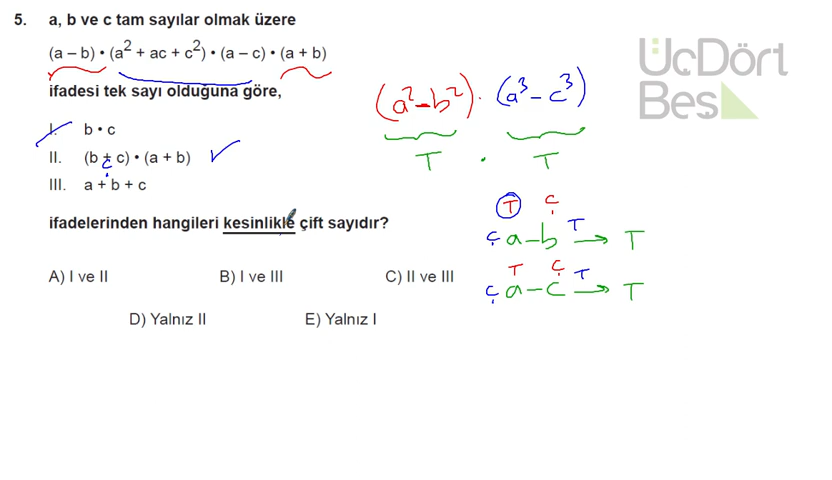 5. a, b ve c tam sayılar olmak üzere
(a – b) • (a² + ac + c²) • (a – c) • (a + b)
ifadesi tek sayı olduğuna göre,
I. b • c
II. (b + c) • (a + b)
III. a + b + c
ifadelerinden hangileri kesinlikle çift sayıdır?
A) I ve II B) I ve III C) II ve III
D) Yalnız II E) Yalnız I
ÜçDört
Beş
(a² – b²) · (a³ – c³)
T · T
T Ç
Ç a – b T → T
T Ç T
Ç a – c → T
Ç